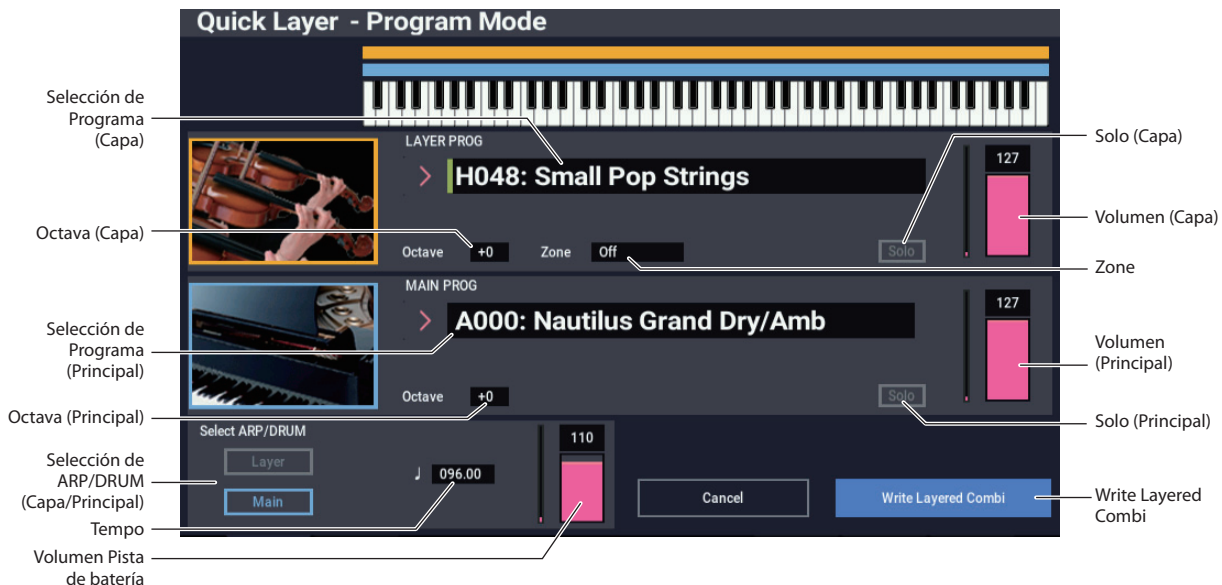 Quick Layer - Program Mode
Selección de
Programa
(Capa)
LAYER PROG
Solo (Capa)
127
H048: Small Pop Strings
Volumen (Capa)
Octava (Capa)
Octave +0 Zone Off Solo
Zone
MAIN PROG
127
A000: Nautilus Grand Dry/Amb
Selección de
Programa
(Principal)
Volumen
(Principal)
Octave +0 Solo
Octava (Principal)
Solo (Principal)
Select ARP/DRUM
110
Layer
Selección de
ARP/DRUM
(Capa/Principal)
♩ 096.00
Main
Cancel
Write Layered Combi
Write Layered
Combi
Tempo
Volumen Pista
de batería